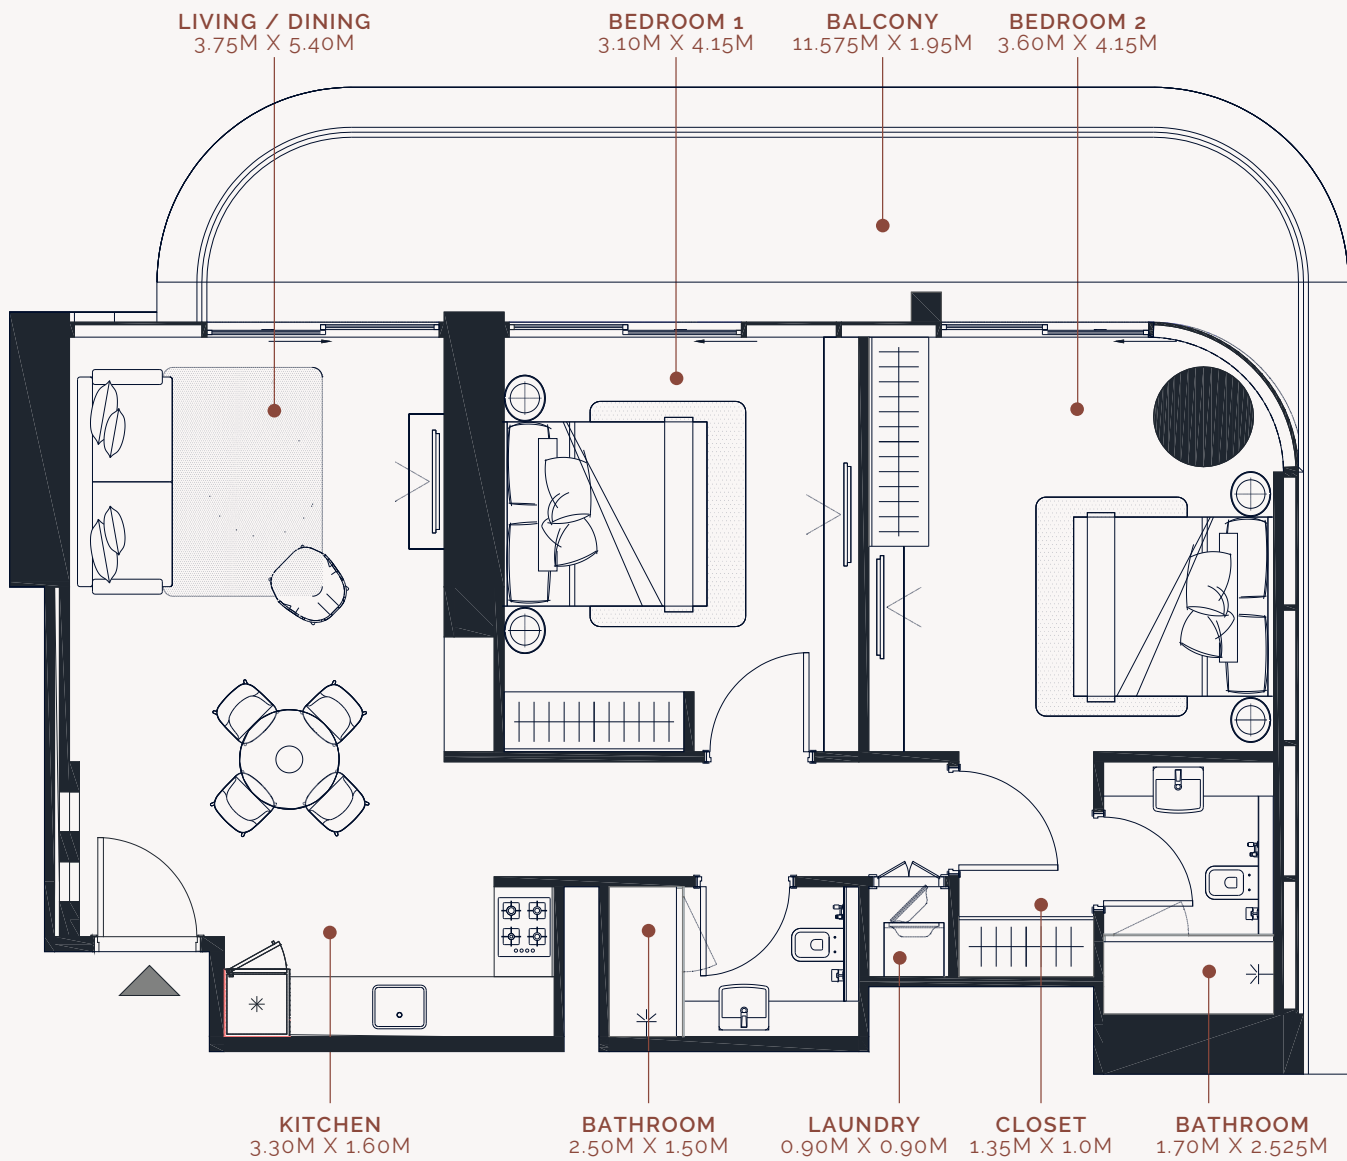 LIVING / DINING
3.75M X 5.40M
BEDROOM 1
3.10M X 4.15M
BALCONY
11.575M X 1.95M
BEDROOM 2
3.60M X 4.15M
KITCHEN
3.30M X 1.60M
BATHROOM
2.50M X 1.50M
LAUNDRY
0.90M X 0.90M
CLOSET
1.35M X 1.0M
BATHROOM
1.70M X 2.525M